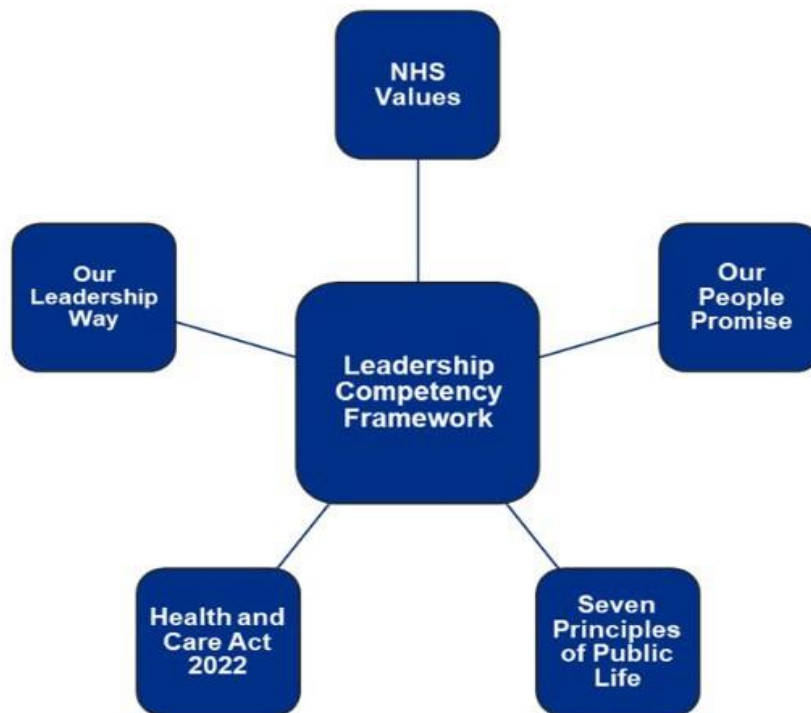 NHS
Values
Our
Leadership
Way
Our
People
Promise
Leadership
Competency
Framework
Health and
Care Act
2022
Seven
Principles
of Public
Life